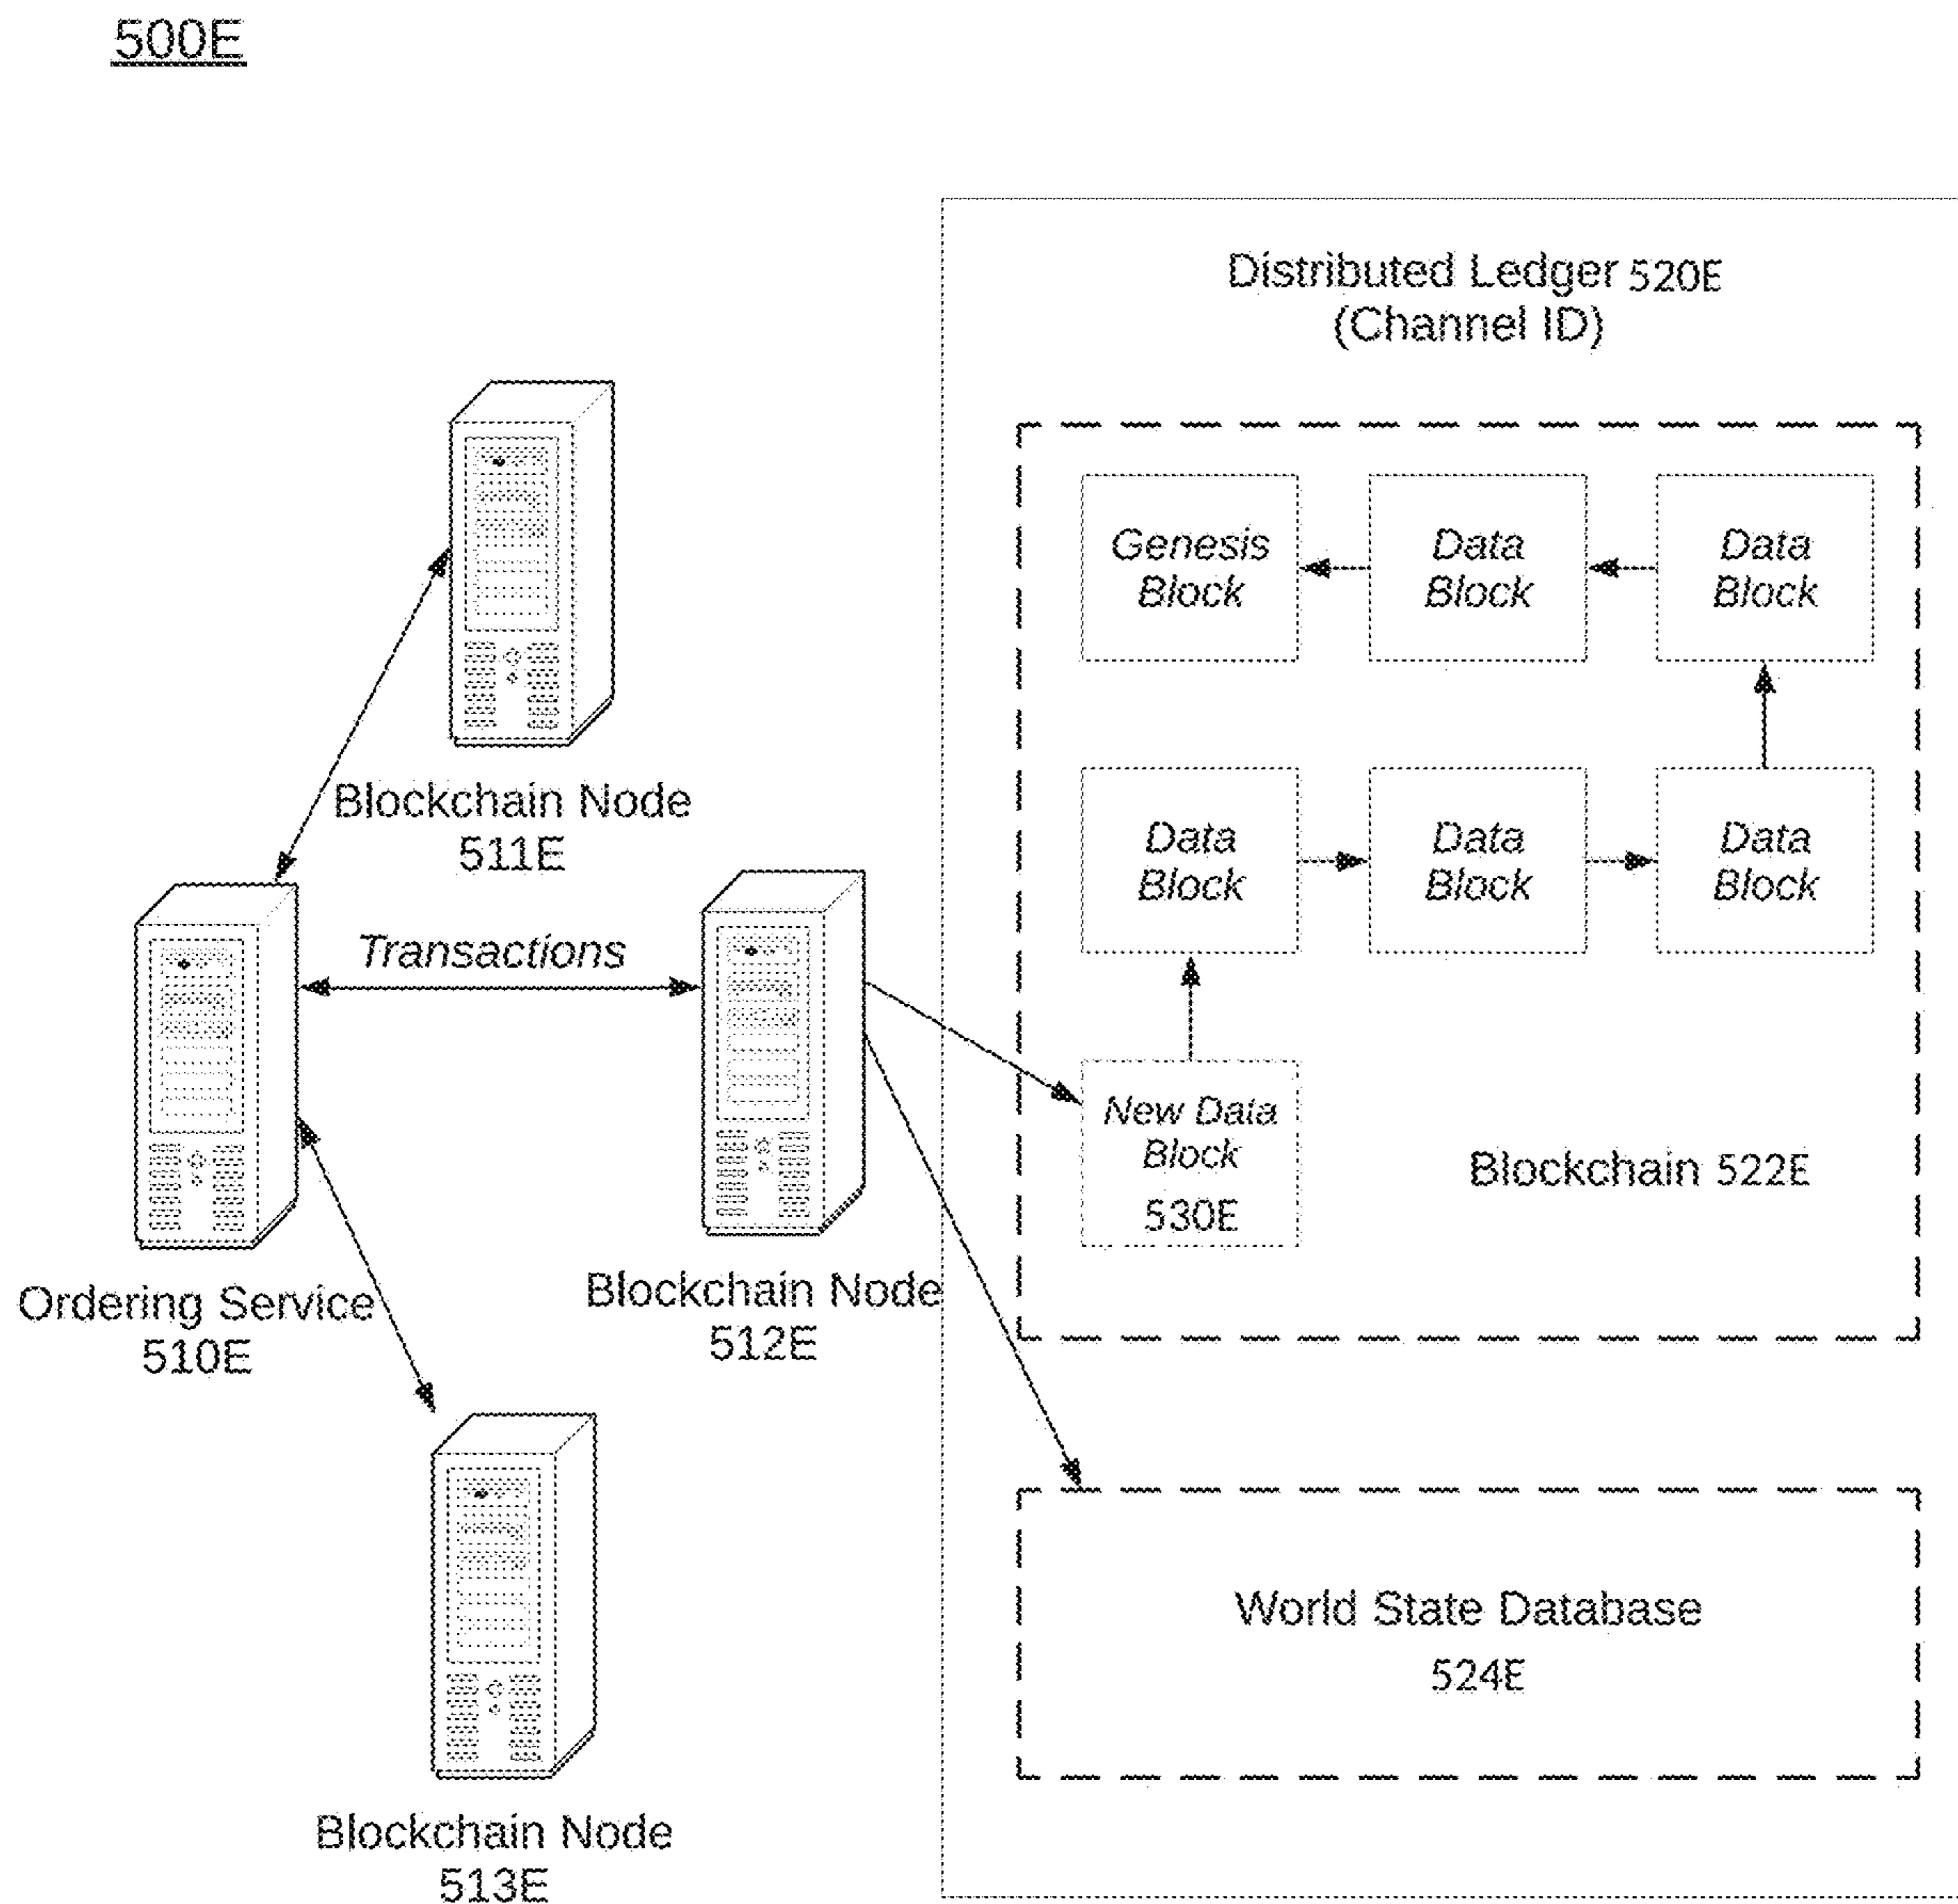 500E
Distributed Ledger 520E
(Channel ID)
Genesis
Block
Data
Block
Data
Block
Blockchain Node
511E
Data
Block
Data
Block
Data
Block
Transactions
New Data
Block
530E
Blockchain 522E
Ordering Service
510E
Blockchain Node
512E
World State Database
524E
Blockchain Node
513E